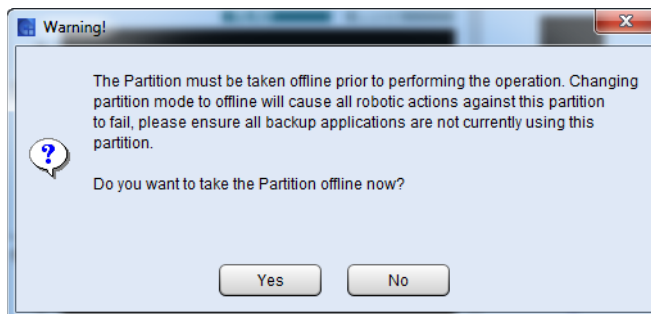 Warning!
The Partition must be taken offline prior to performing the operation. Changing
partition mode to offline will cause all robotic actions against this partition
to fail, please ensure all backup applications are not currently using this
partition.
Do you want to take the Partition offline now?
Yes
No